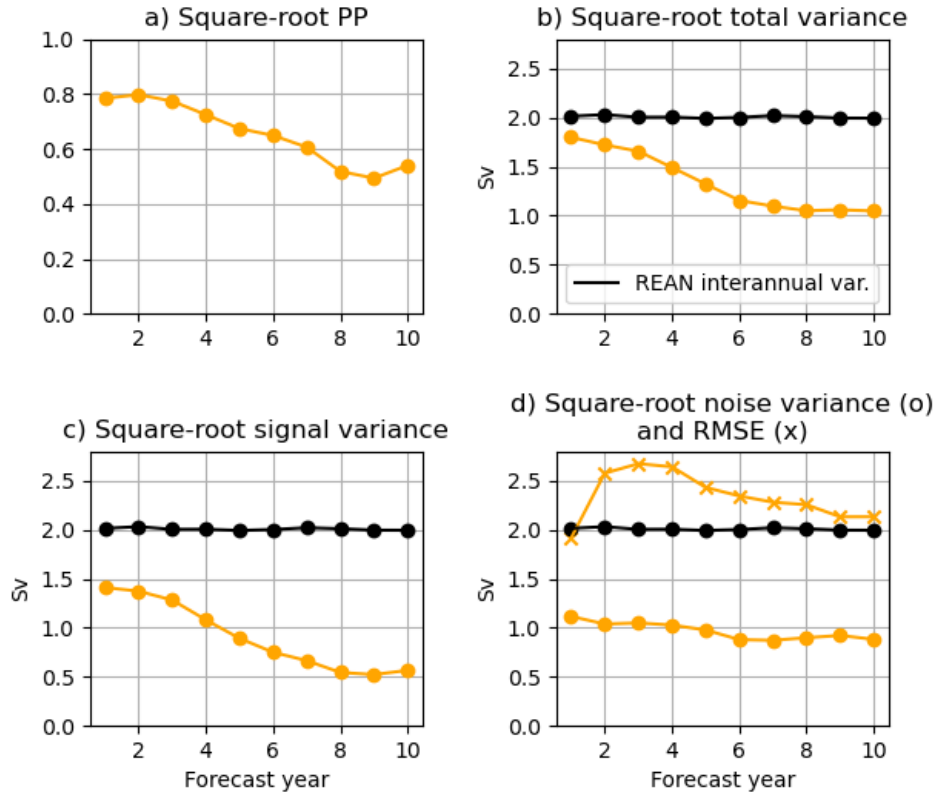 a) Square-root PP
1.0
0.8
0.6
0.4
0.2
0.0
2 4 6 8 10
b) Square-root total variance
Sv
2.5
2.0
1.5
1.0
0.5
0.0
REAN interannual var.
2 4 6 8 10
c) Square-root signal variance
Sv
2.5
2.0
1.5
1.0
0.5
0.0
2 4 6 8 10
Forecast year
d) Square-root noise variance (o)
and RMSE (x)
Sv
2.5
2.0
1.5
1.0
0.5
0.0
2 4 6 8 10
Forecast year